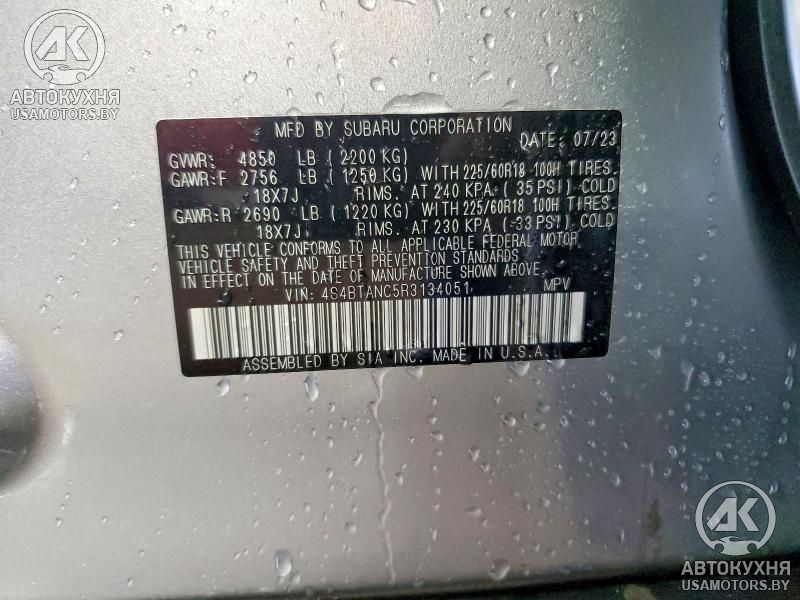 АК
АВТОКУХНЯ
USAMOTORS.BY
MFD BY SUBARU CORPORATION
DATE: 07/23
GVWR: 4850 LB (2200 KG)
GAWR:F 2756 LB (1250 KG) WITH 225/60R18 100H TIRES.
18X7J RIMS. AT 240 KPA ( 35 PSI) COLD
GAWR:R 2690 LB (1220 KG) WITH 225/60R18 100H TIRES.
18X7J RIMS. AT 230 KPA ( 33 PSI) COLD
THIS VEHICLE CONFORMS TO ALL APPLICABLE FEDERAL MOTOR
VEHICLE SAFETY AND THEFT PREVENTION STANDARDS
IN EFFECT ON THE DATE OF MANUFACTURE SHOWN ABOVE.
VIN: 4S4BTANC5R3134051 MPV
ASSEMBLED BY SIA INC. MADE IN U.S.A.
АК
АВТОКУХНЯ
USAMOTORS.BY